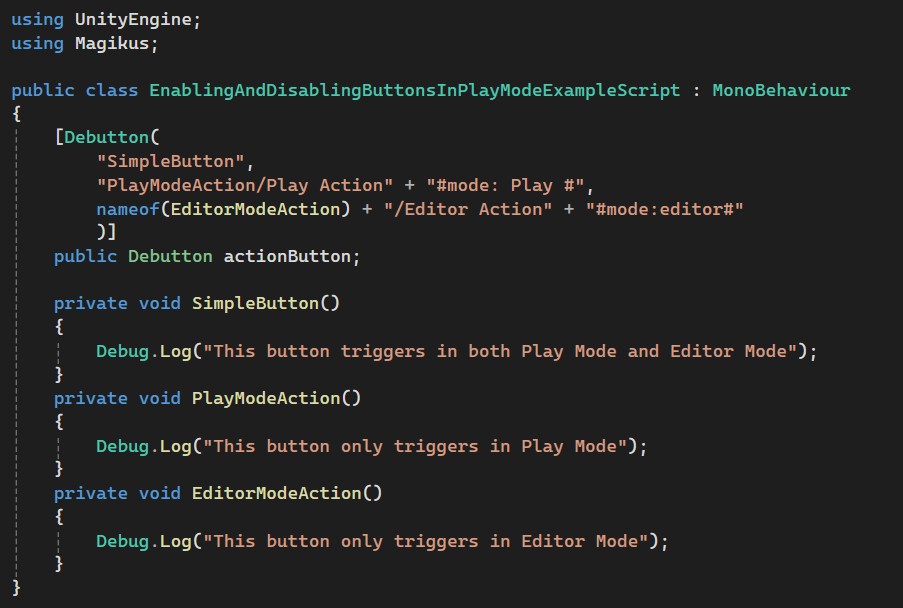 using UnityEngine;
using Magikus;

public class EnablingAndDisablingButtonsInPlayModeExampleScript : MonoBehaviour
{
    [Debutton(
        "SimpleButton",
        "PlayModeAction/Play Action" + "#mode: Play #",
        nameof(EditorModeAction) + "/Editor Action" + "#mode:editor#"
        )]
    public Debutton actionButton;

    private void SimpleButton()
    {
        Debug.Log("This button triggers in both Play Mode and Editor Mode");
    }
    private void PlayModeAction()
    {
        Debug.Log("This button only triggers in Play Mode");
    }
    private void EditorModeAction()
    {
        Debug.Log("This button only triggers in Editor Mode");
    }
}